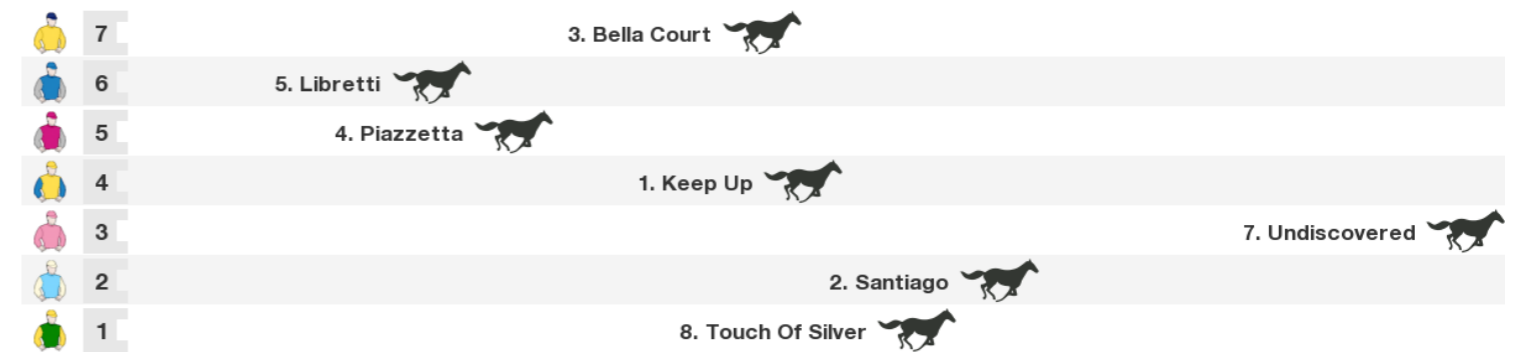 7 3. Bella Court
6 5. Libretti
5 4. Piazzetta
4 1. Keep Up
3 7. Undiscovered
2 2. Santiago
1 8. Touch Of Silver